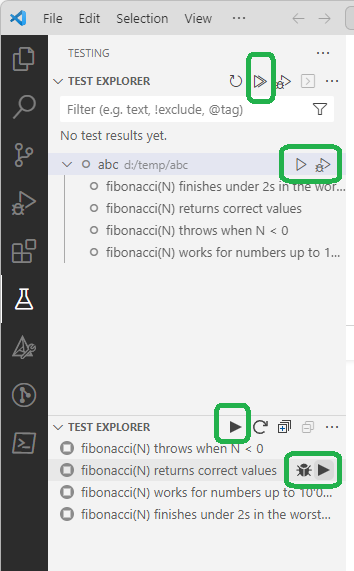 File Edit Selection View
TESTING
TEST EXPLORER
Filter (e.g. text, !exclude, @tag)
No test results yet.
abc d:/temp/abc
fibonacci(N) finishes under 2s in the wor...
fibonacci(N) returns correct values
fibonacci(N) throws when N < 0
fibonacci(N) works for numbers up to 1...
TEST EXPLORER
fibonacci(N) throws when N < 0
fibonacci(N) returns correct values
fibonacci(N) works for numbers up to 10'0...
fibonacci(N) finishes under 2s in the worst...